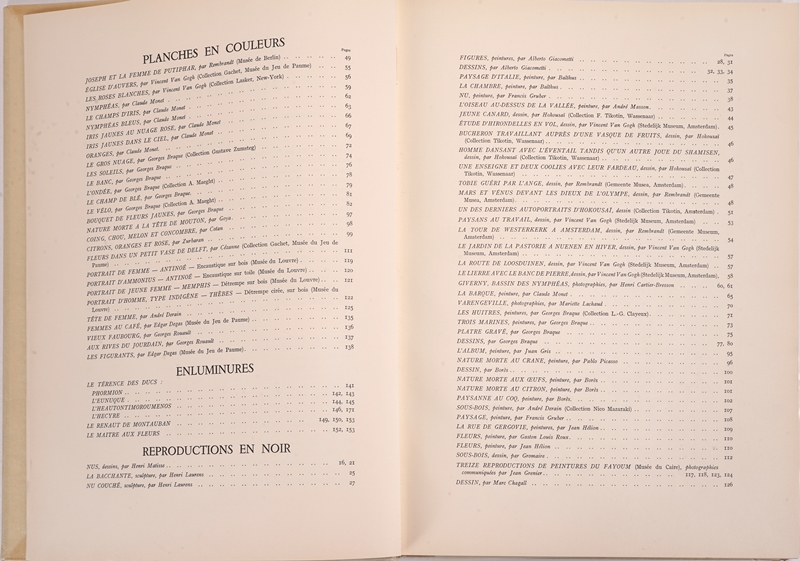 PLANCHES EN COULEURS
Pages
JOSEPH ET LA FEMME DE PUTIPHAR, par Rembrandt (Musée de Berlin) 49
ÉGLISE D'AUVERS, par Vincent Van Gogh (Collection Gachet, Musée du Jeu de Paume) 55
LES ROSES BLANCHES, par Vincent Van Gogh (Collection Lasker, New-York) 56
NYMPHÉAS, par Claude Monet 59
LE CHAMPS D'IRIS, par Claude Monet 62
NYMPHÉAS BLEUS, par Claude Monet 63
IRIS JAUNES AU NUAGE ROSE, par Claude Monet 66
IRIS JAUNES DANS LE CIEL, par Claude Monet 67
ORANGES, par Claude Monet 69
LE GROS NUAGE, par Georges Braque (Collection Gustave Zumsteg) 72
LES SOLEILS, par Georges Braque 74
LE BANC, par Georges Braque 76
L'ONDÉE, par Georges Braque (Collection A. Maeght) 78
LE CHAMP DE BLÉ, par Georges Braque 79
LE VÉLO, par Georges Braque (Collection A. Maeght) 82
BOUQUET DE FLEURS JAUNES, par Georges Braque 82
NATURE MORTE A LA TÊTE DE MOUTON, par Goya 97
COING, CHOU, MELON ET CONCOMBRE, par Cotan 98
CITRONS, ORANGES ET ROSE, par Zurbaran 99
FLEURS DANS UN PETIT VASE DE DELFT, par Cézanne (Collection Gachet, Musée du Jeu de
Paume) 111
PORTRAIT DE FEMME — ANTINOË — Encaustique sur bois (Musée du Louvre) 119
PORTRAIT D'AMMONIUS — ANTINOË — Encaustique sur toile (Musée du Louvre) 120
PORTRAIT DE JEUNE FEMME — MEMPHIS — Détrempe sur bois (Musée du Louvre) 121
PORTRAIT D'HOMME, TYPE INDIGÈNE — THÈBES — Détrempe cirée, sur bois (Musée du
Louvre) 122
TÊTE DE FEMME, par André Derain 125
FEMMES AU CAFÉ, par Edgar Degas (Musée du Jeu de Paume) 135
VIEUX FAUBOURG, par Georges Rouault 136
AUX RIVES DU JOURDAIN, par Georges Rouault 137
LES FIGURANTS, par Edgar Degas (Musée du Jeu de Paume) 138
ENLUMINURES
LE TÉRENCE DES DUCS :
PHORMION 141
L'EUNUQUE 142, 143
L'HEAUTONTIMOROUMENOS 144, 145
L'HECYRE 146, 171
LE RENAUT DE MONTAUBAN 149, 150, 153
LE MAITRE AUX FLEURS 152, 153
REPRODUCTIONS EN NOIR
NUS, dessins, par Henri Matisse 16, 21
LA BACCHANTE, sculpture, par Henri Laurens 25
NU COUCHÉ, sculpture, par Henri Laurens 27
Pages
FIGURES, peintures, par Alberto Giacometti 28, 31
DESSINS, par Alberto Giacometti 32, 33, 34
PAYSAGE D'ITALIE, peinture, par Balthus 35
LA CHAMBRE, peinture, par Balthus 37
NU, peinture, par Francis Gruber 38
L'OISEAU AU-DESSUS DE LA VALLÉE, peinture, par André Masson 43
JEUNE CANARD, dessin, par Hokousaï (Collection F. Tikotin, Wassenaar) 44
ÉTUDE D'HIRONDELLES EN VOL, dessin, par Vincent Van Gogh (Stedelijk Museum, Amsterdam) 45
BUCHERON TRAVAILLANT AUPRÈS D'UNE VASQUE DE FRUITS, dessin, par Hokousaï
(Collection Tikotin, Wassenaar) 46
HOMME DANSANT AVEC L'ÉVENTAIL TANDIS QU'UN AUTRE JOUE DU SHAMISEN,
dessin, par Hokousaï (Collection Tikotin, Wassenaar) 46
UNE ENSEIGNE ET DEUX COOLIES AVEC LEUR FARDEAU, dessin, par Hokousaï (Collection
Tikotin, Wassenaar) 47
TOBIE GUÉRI PAR L'ANGE, dessin, par Rembrandt (Gemeente Musea, Amsterdam) 48
MARS ET VÉNUS DEVANT LES DIEUX DE L'OLYMPE, dessin, par Rembrandt (Gemeente
Musea, Amsterdam) 48
UN DES DERNIERS AUTOPORTRAITS D'HOKOUSAÏ, dessin (Collection Tikotin, Amsterdam) 52
PAYSANS AU TRAVAIL, dessin, par Vincent Van Gogh (Stedelijk Museum, Amsterdam) 53
LA TOUR DE WESTERKERK A AMSTERDAM, dessin, par Rembrandt (Gemeente Museum,
Amsterdam) 54
LE JARDIN DE LA PASTORIE A NUENEN EN HIVER, dessin, par Vincent Van Gogh (Stedelijk
Museum, Amsterdam) 57
LA ROUTE DE LOOSDUINEN, dessin, par Vincent Van Gogh (Stedelijk Museum, Amsterdam) 57
LE LIERRE AVEC LE BANC DE PIERRE, dessin, par Vincent Van Gogh (Stedelijk Museum, Amsterdam) 58
GIVERNY, BASSIN DES NYMPHÉAS, photographies, par Henri Cartier-Bresson 60, 61
LA BARQUE, peinture, par Claude Monet 65
VARENGEVILLE, photographies, par Mariette Lachaud 70
LES HUITRES, peintures, par Georges Braque (Collection L.-G. Clayeux) 71
TROIS MARINES, peintures, par Georges Braque 73
PLATRE GRAVÉ, par Georges Braque 75
DESSINS, par Georges Braque 77, 80
L'ALBUM, peinture, par Juan Gris 95
NATURE MORTE AU CRANE, peinture, par Pablo Picasso 96
DESSIN, par Borès 100
NATURE MORTE AUX ŒUFS, peinture, par Borès 101
NATURE MORTE AU CITRON, peinture, par Borès 101
PAYSANNE AU COQ, peinture, par Borès 102
SOUS-BOIS, peinture, par André Derain (Collection Nico Mazaraki) 107
PAYSAGE, peinture, par Francis Gruber 108
LA RUE DE GERGOVIE, peinture, par Jean Hélion 109
FLEURS, peinture, par Gaston Louis Roux 110
FLEURS, peinture, par Jean Hélion 110
SOUS-BOIS, dessin, par Gromaire 112
TREIZE REPRODUCTIONS DE PEINTURES DU FAYOUM (Musée du Caire), photographies
communiquées par Jean Grenier 117, 118, 123, 124
DESSIN, par Marc Chagall 126